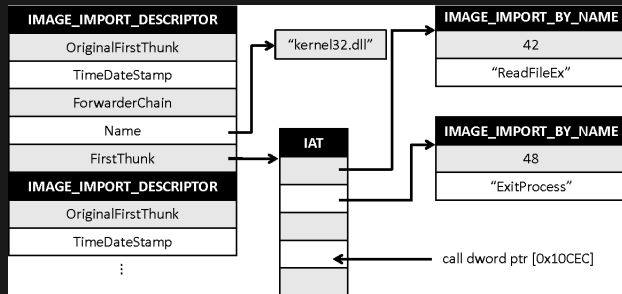 IMAGE_IMPORT_DESCRIPTOR
OriginalFirstThunk
TimeDateStamp
ForwarderChain
Name
FirstThunk
IMAGE_IMPORT_DESCRIPTOR
OriginalFirstThunk
TimeDateStamp
⋮
“kernel32.dll”
IAT
IMAGE_IMPORT_BY_NAME
42
“ReadFileEx”
IMAGE_IMPORT_BY_NAME
48
“ExitProcess”
call dword ptr [0x10CEC]